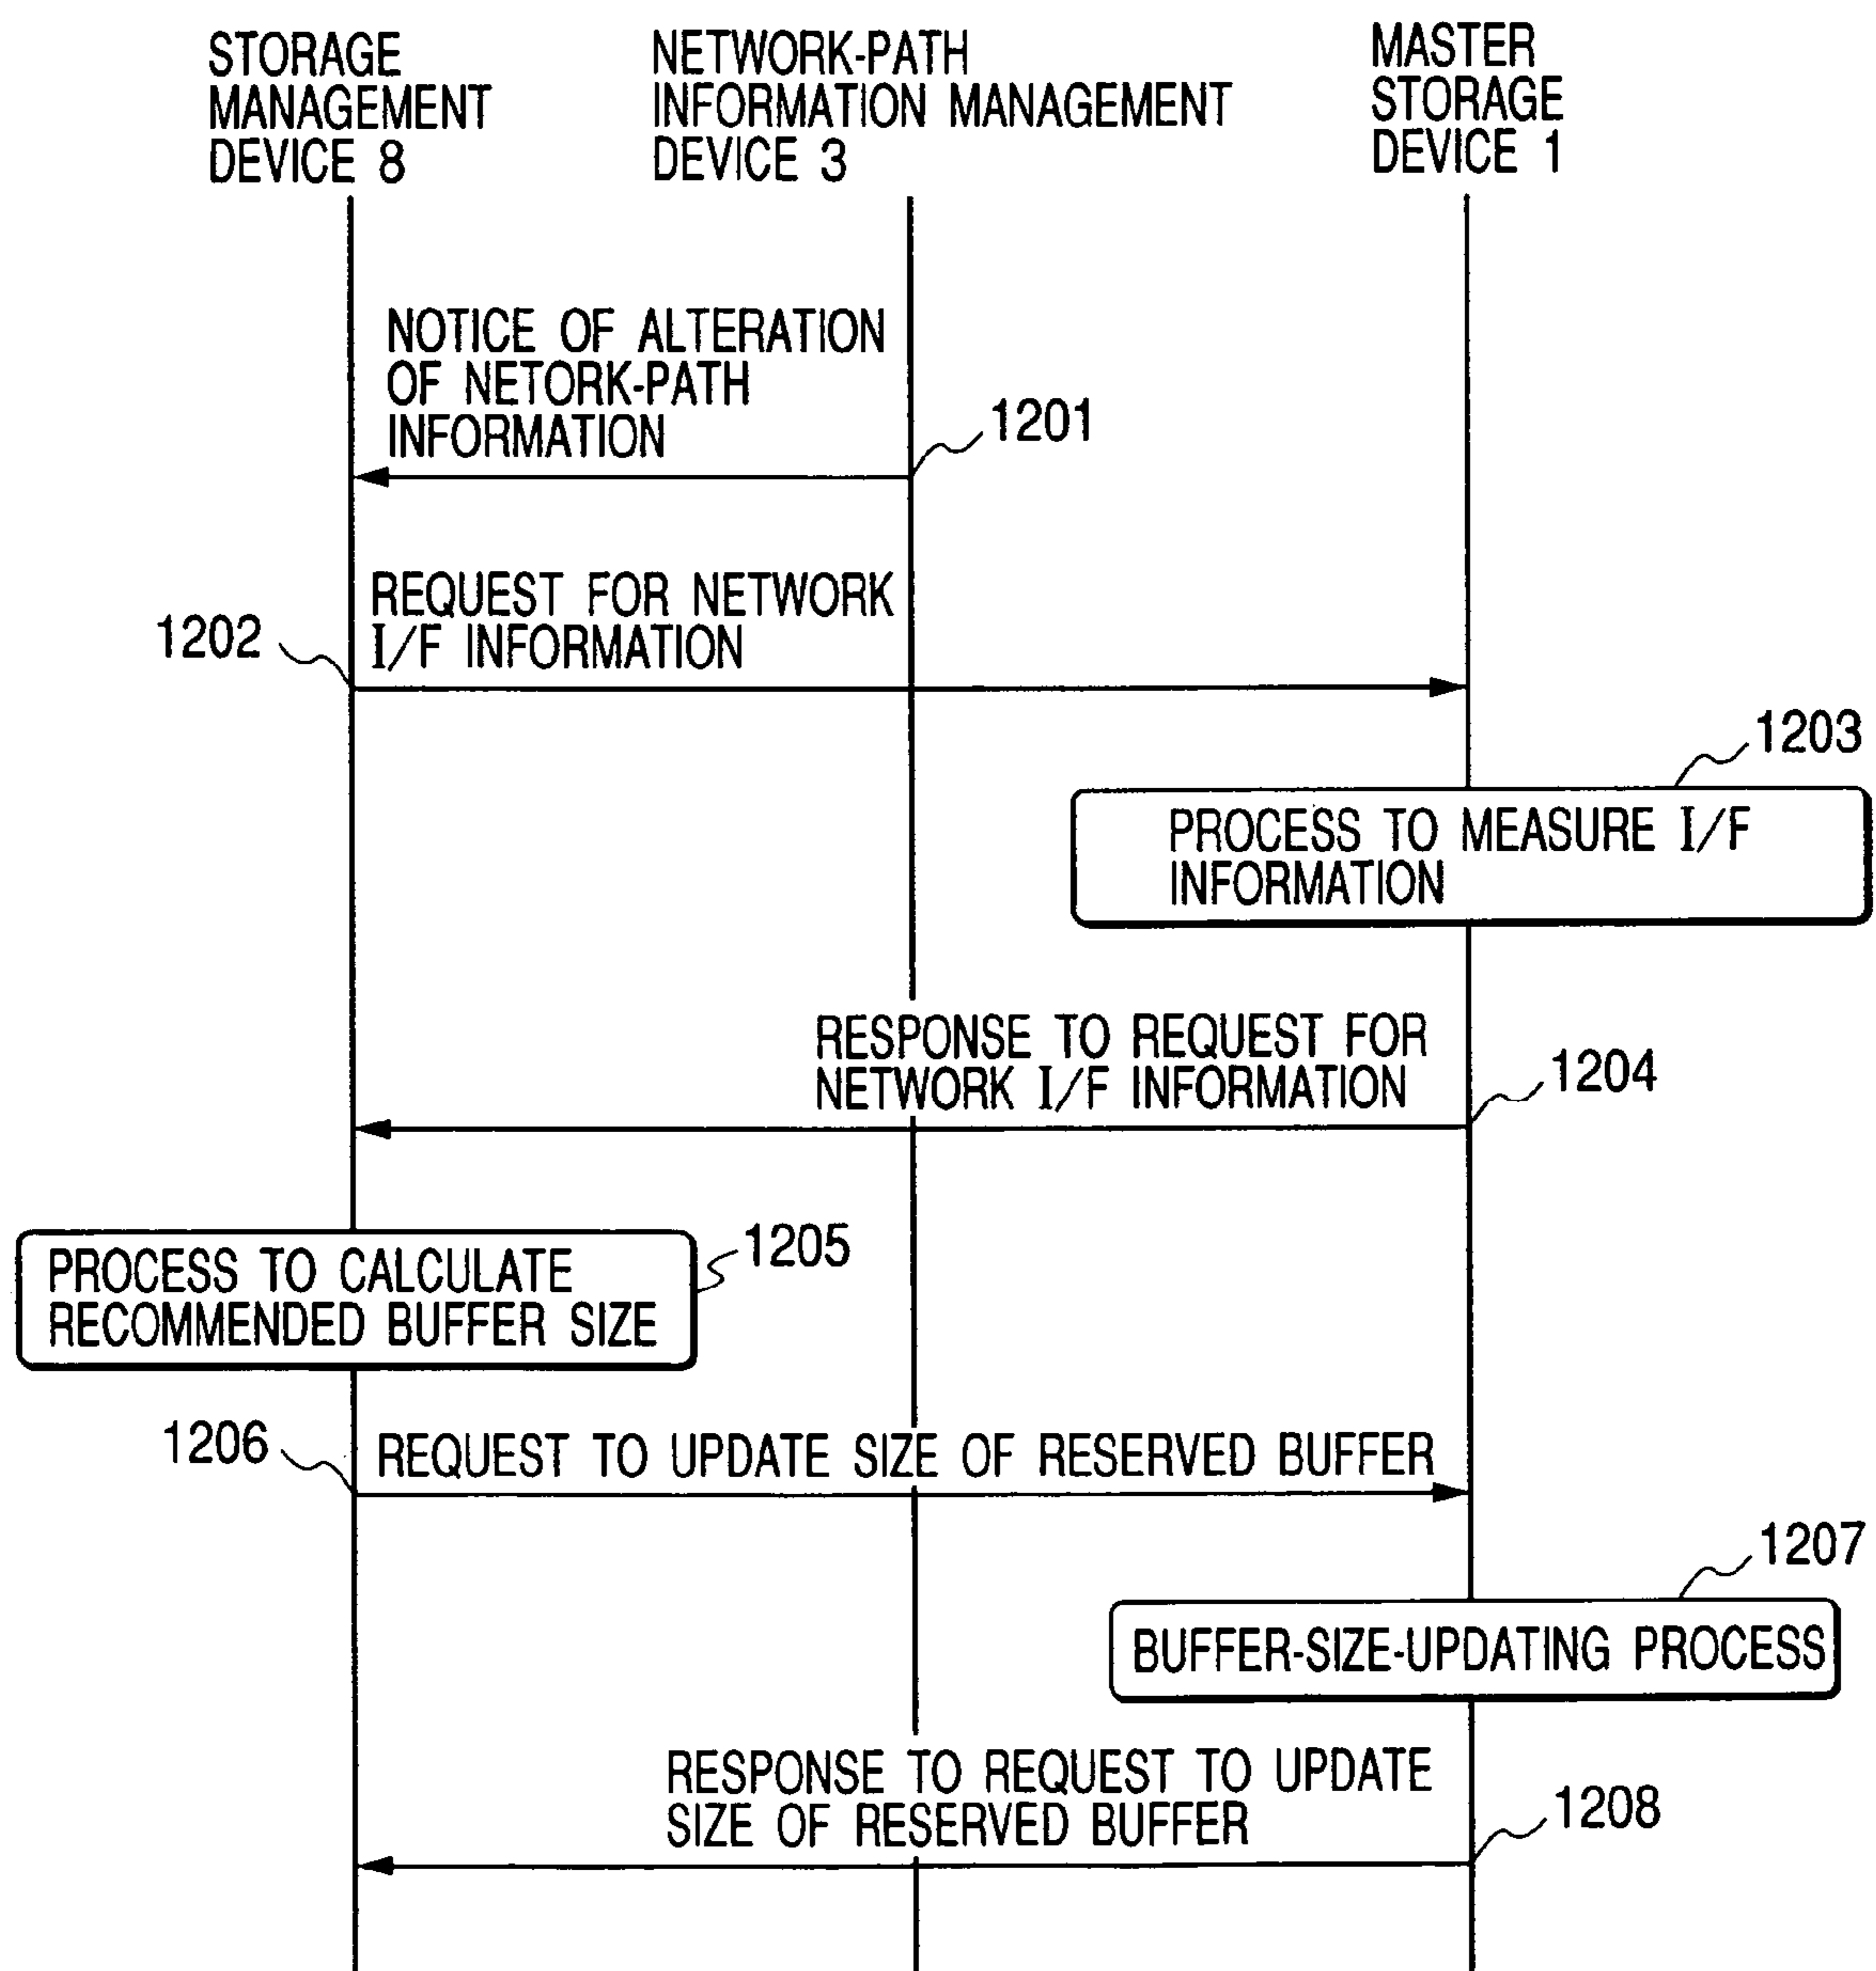 STORAGE
MANAGEMENT
DEVICE 8
NETWORK-PATH
INFORMATION MANAGEMENT
DEVICE 3
MASTER
STORAGE
DEVICE 1
NOTICE OF ALTERATION
OF NETORK-PATH
INFORMATION
1201
REQUEST FOR NETWORK
I/F INFORMATION
1202
1203
PROCESS TO MEASURE I/F
INFORMATION
RESPONSE TO REQUEST FOR
NETWORK I/F INFORMATION
1204
PROCESS TO CALCULATE
RECOMMENDED BUFFER SIZE
1205
1206
REQUEST TO UPDATE SIZE OF RESERVED BUFFER
1207
BUFFER-SIZE-UPDATING PROCESS
RESPONSE TO REQUEST TO UPDATE
SIZE OF RESERVED BUFFER
1208